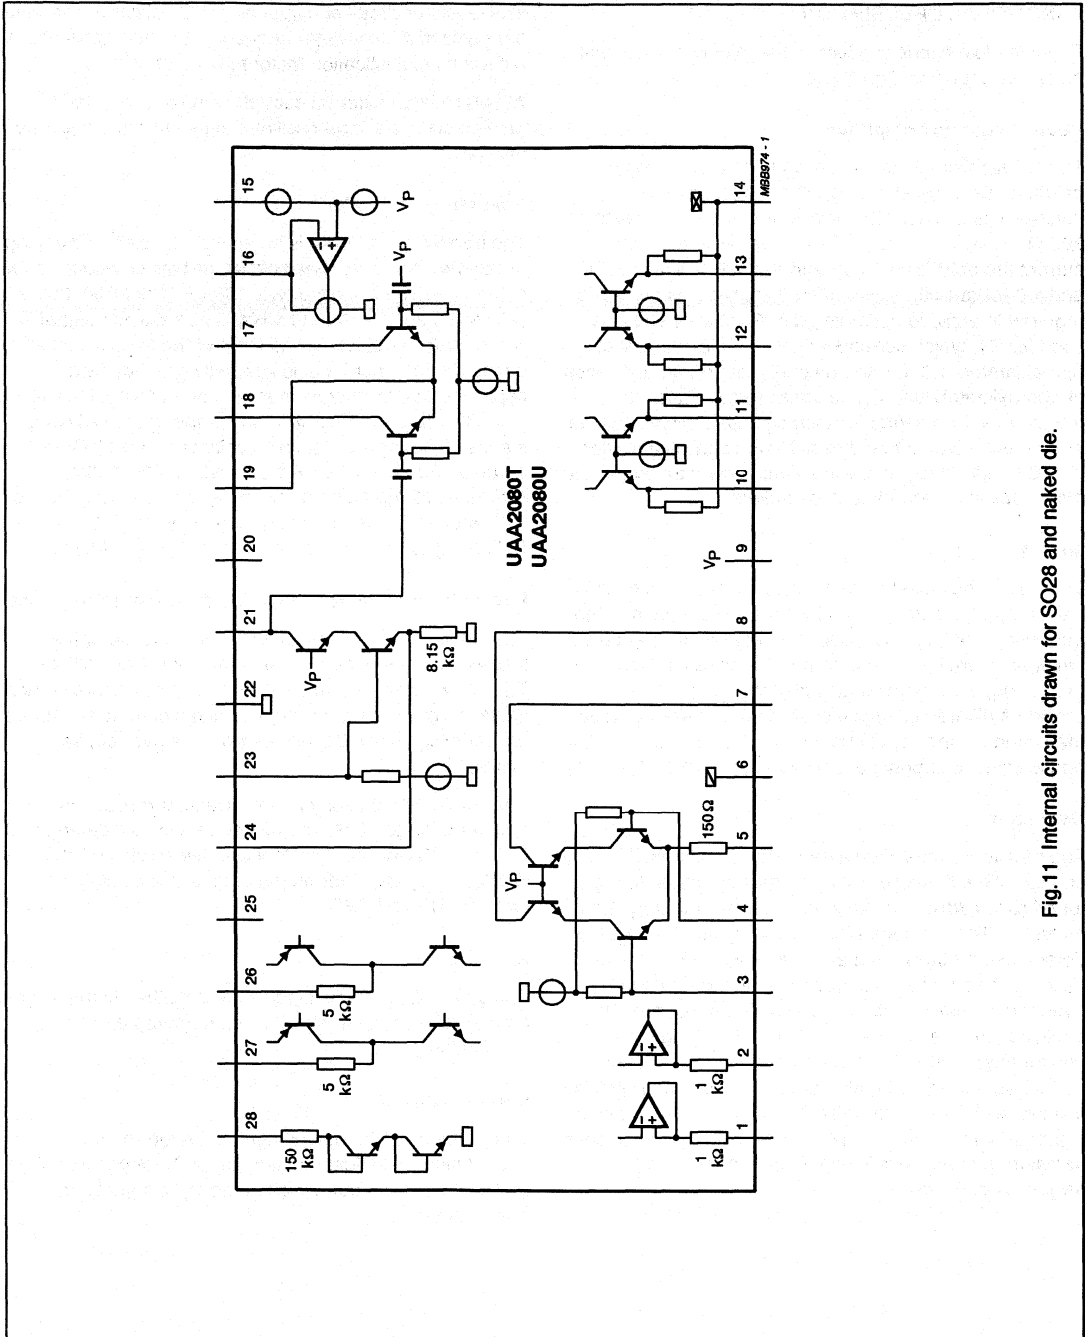 28 27 26 25 24 23 22 21 20 19 18 17 16 15
150
kΩ
5
kΩ
5
kΩ
VP
8.15
kΩ
VP
VP
UAA2080T
UAA2080U
VP
1
kΩ
1
kΩ
150 Ω
VP
1 2 3 4 5 6 7 8 9 10 11 12 13 14
MBB974 - 1
Fig.11 Internal circuits drawn for SO28 and naked die.